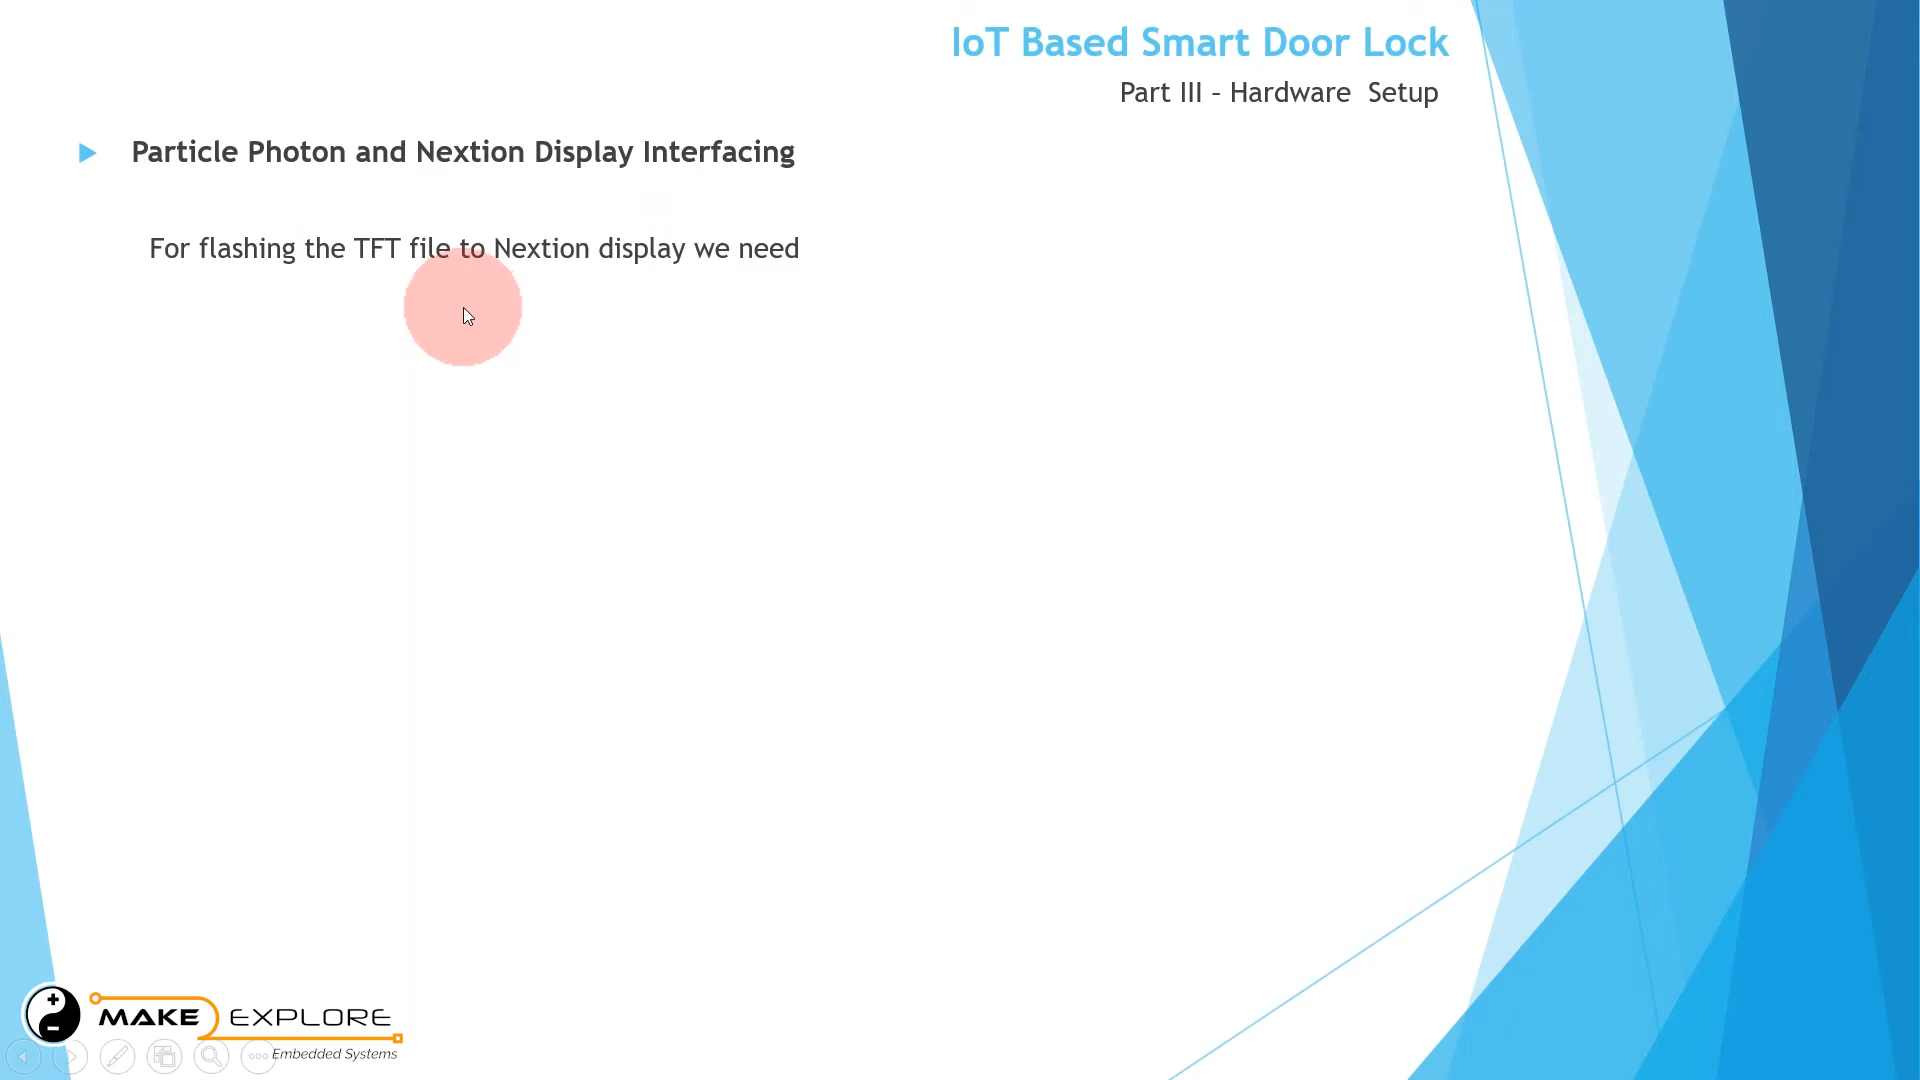 IoT Based Smart Door Lock
Part III – Hardware  Setup
Particle Photon and Nextion Display Interfacing
For flashing the TFT file to Nextion display we need
MAKE EXPLORE
Embedded Systems